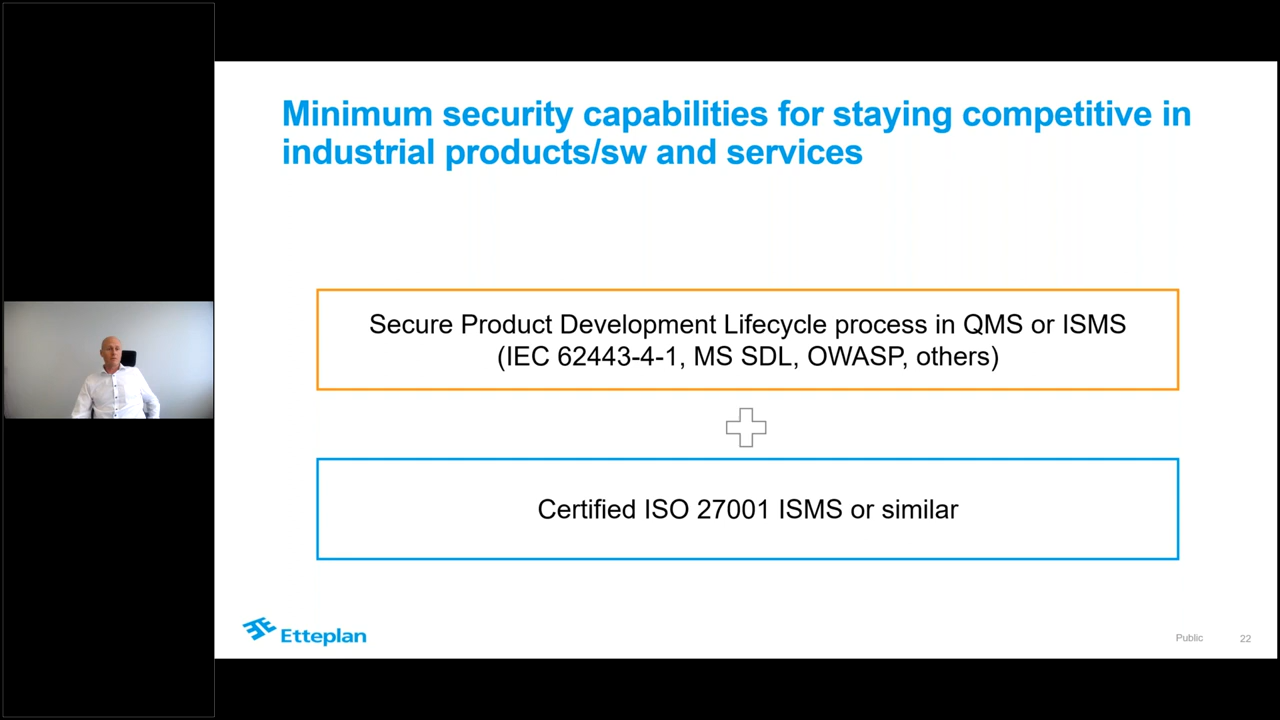 Minimum security capabilities for staying competitive in
industrial products/sw and services
Secure Product Development Lifecycle process in QMS or ISMS
(IEC 62443-4-1, MS SDL, OWASP, others)
Certified ISO 27001 ISMS or similar
Etteplan
Public
22